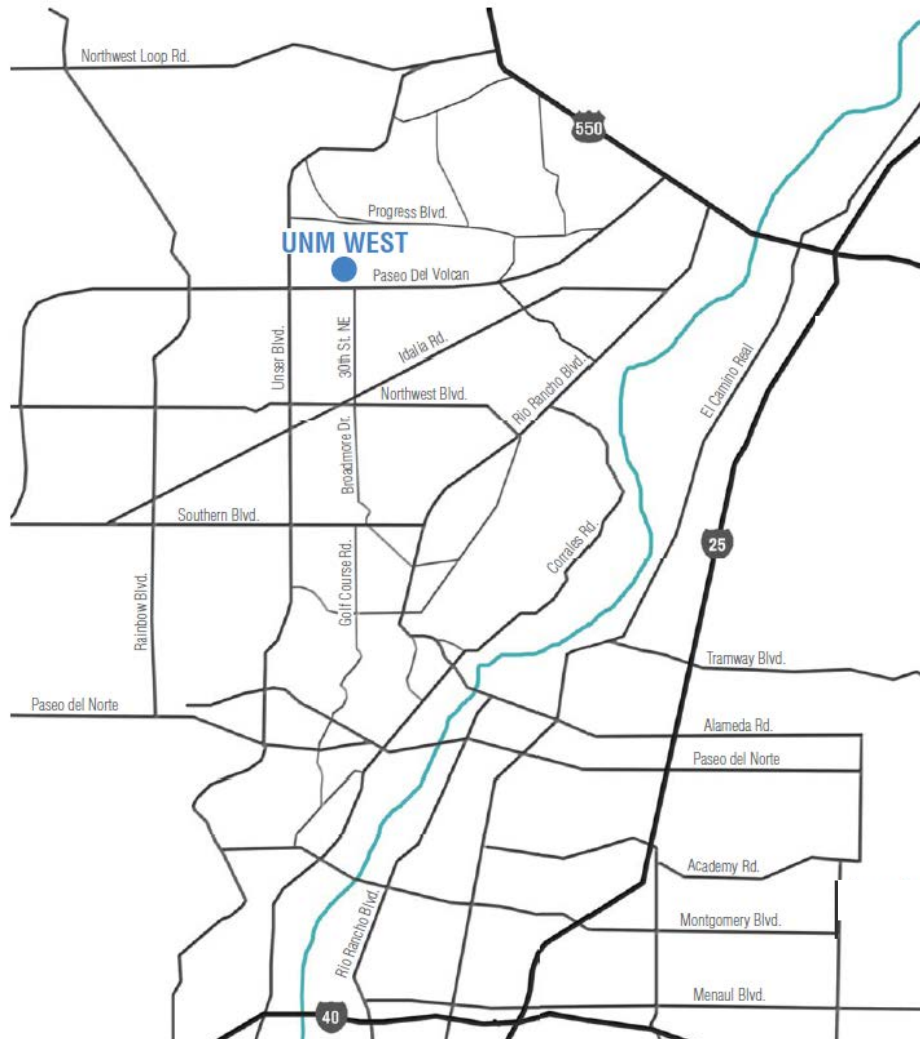 Northwest Loop Rd.
550
Progress Blvd.
UNM WEST
Paseo Del Volcan
Unser Blvd.
30th St. NE
Idalia Rd.
Northwest Blvd.
Rio Rancho Blvd.
El Camino Real
Broadmore Dr.
Southern Blvd.
25
Corrales Rd.
Golf Course Rd.
Rainbow Blvd.
Tramway Blvd.
Paseo del Norte
Alameda Rd.
Paseo del Norte
Academy Rd.
Montgomery Blvd.
Rio Rancho Blvd.
Menaul Blvd.
40